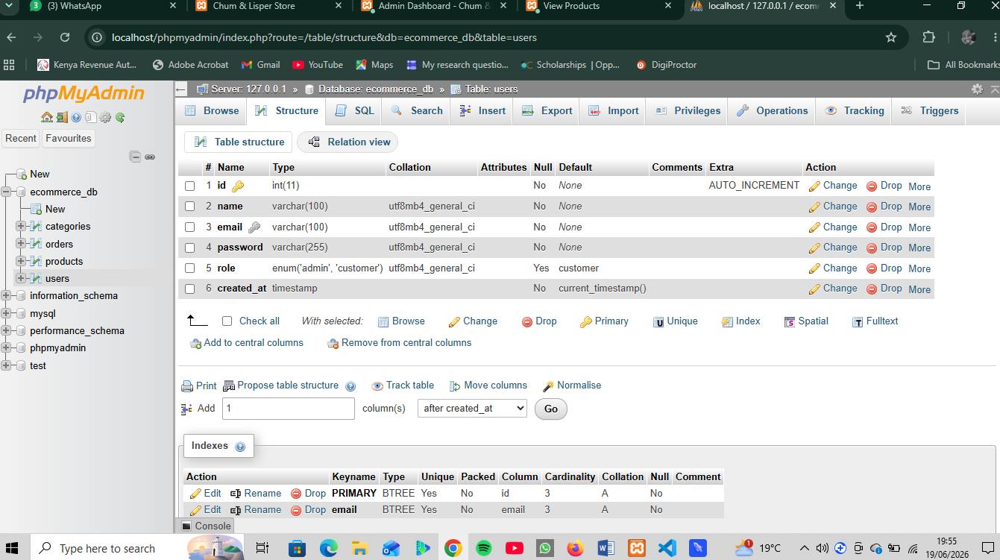 3 (3) WhatsApp
Chum & Lisper Store
Admin Dashboard - Chum &
View Products
localhost / 127.0.0.1 / ecomm
localhost/phpmyadmin/index.php?route=/table/structure&db=ecommerce_db&table=users
Kenya Revenue Aut... Adobe Acrobat Gmail YouTube Maps My research questio... Scholarships | Opp... DigiProctor All Bookmarks
phpMyAdmin
Recent Favourites
New
ecommerce_db
New
categories
orders
products
users
information_schema
mysql
performance_schema
phpmyadmin
test
Server: 127.0.0.1 » Database: ecommerce_db » Table: users
Browse Structure SQL Search Insert Export Import Privileges Operations Tracking Triggers
Table structure Relation view
# Name Type Collation Attributes Null Default Comments Extra Action
1 id int(11) No None AUTO_INCREMENT Change Drop More
2 name varchar(100) utf8mb4_general_ci No None Change Drop More
3 email varchar(100) utf8mb4_general_ci No None Change Drop More
4 password varchar(255) utf8mb4_general_ci No None Change Drop More
5 role enum('admin', 'customer') utf8mb4_general_ci Yes customer Change Drop More
6 created_at timestamp No current_timestamp() Change Drop More
Check all With selected: Browse Change Drop Primary Unique Index Spatial Fulltext
Add to central columns Remove from central columns
Print Propose table structure Track table Move columns Normalise
Add 1 column(s) after created_at Go
Indexes
Action Keyname Type Unique Packed Column Cardinality Collation Null Comment
Edit Rename Drop PRIMARY BTREE Yes No id 3 A No
Edit Rename Drop email BTREE Yes No email 3 A No
Console
Type here to search
1
19°C
19:55
19/06/2026